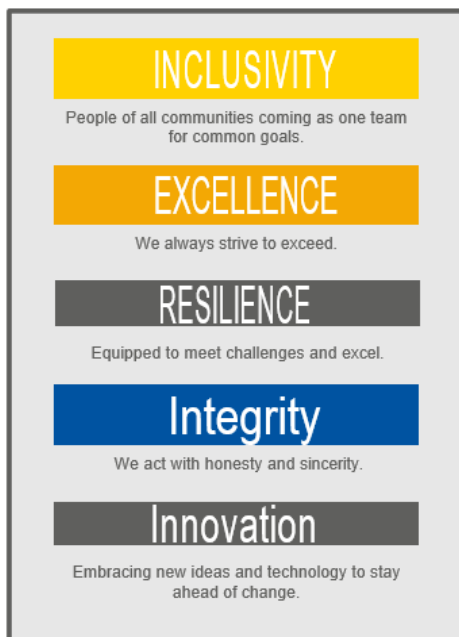 INCLUSIVITY
People of all communities coming as one team
for common goals.
EXCELLENCE
We always strive to exceed.
RESILIENCE
Equipped to meet challenges and excel.
Integrity
We act with honesty and sincerity.
Innovation
Embracing new ideas and technology to stay
ahead of change.